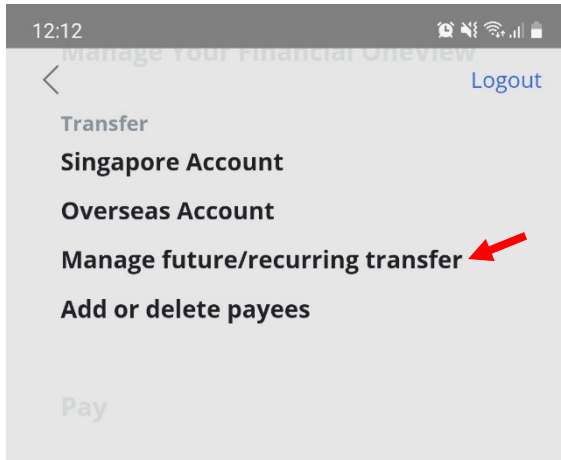 12:12
Manage Your Financial OneView
Logout
Transfer
Singapore Account
Overseas Account
Manage future/recurring transfer
Add or delete payees
Pay